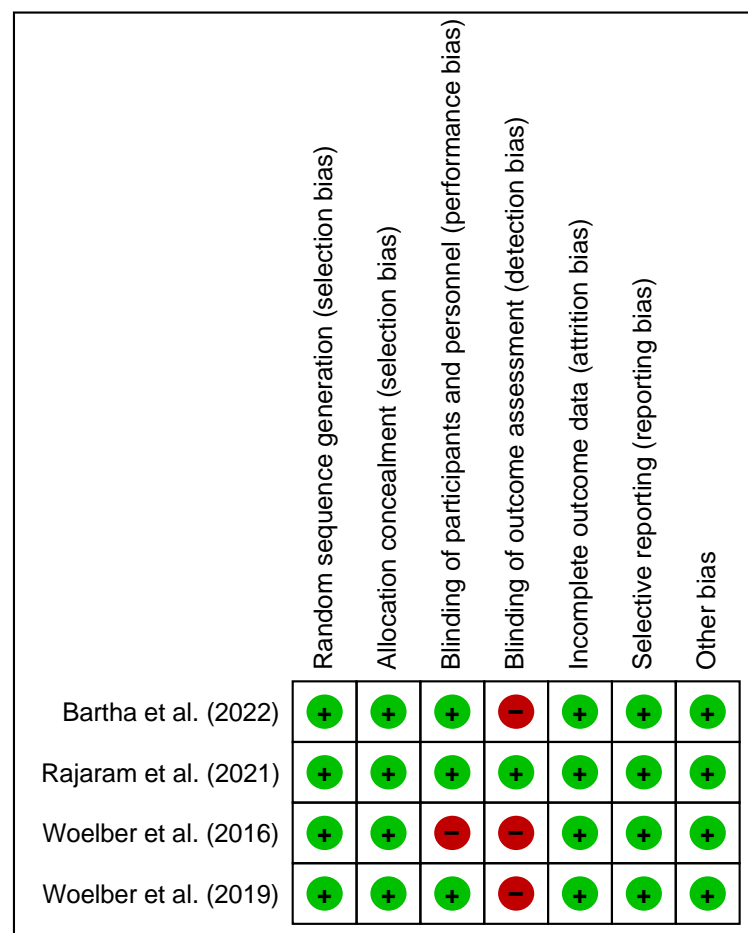 Random sequence generation (selection bias)
Allocation concealment (selection bias)
Blinding of participants and personnel (performance bias)
Blinding of outcome assessment (detection bias)
Incomplete outcome data (attrition bias)
Selective reporting (reporting bias)
Other bias
Bartha et al. (2022) + + + – + + +
Rajaram et al. (2021) + + + + + + +
Woelber et al. (2016) + + – – + + +
Woelber et al. (2019) + + + – + + +